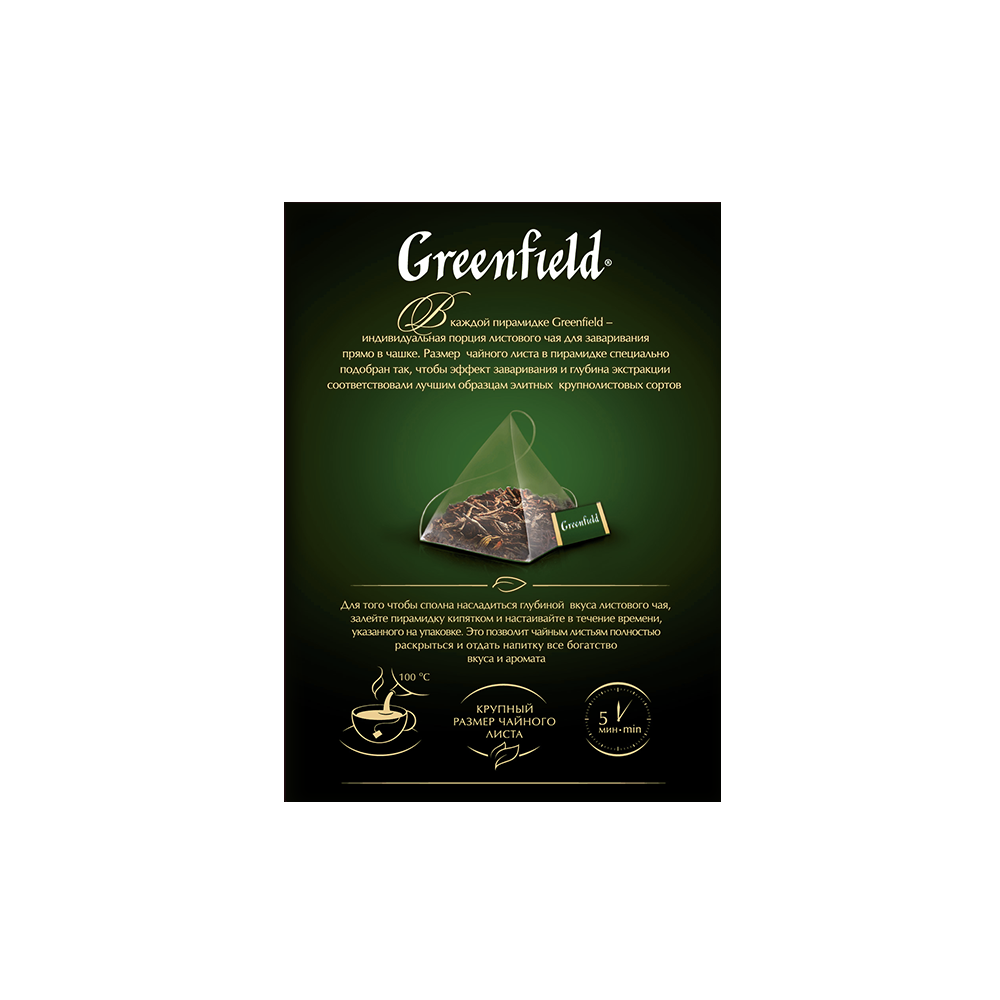 Greenfield®
В каждой пирамидке Greenfield –
индивидуальная порция листового чая для заваривания
прямо в чашке. Размер чайного листа в пирамидке специально
подобран так, чтобы эффект заваривания и глубина экстракции
соответствовали лучшим образцам элитных крупнолистовых сортов
Greenfield
Для того чтобы сполна насладиться глубиной вкуса листового чая,
залейте пирамидку кипятком и настаивайте в течение времени,
указанного на упаковке. Это позволит чайным листьям полностью
раскрыться и отдать напитку все богатство
вкуса и аромата
100 °C
КРУПНЫЙ
РАЗМЕР ЧАЙНОГО
ЛИСТА
5
мин•min